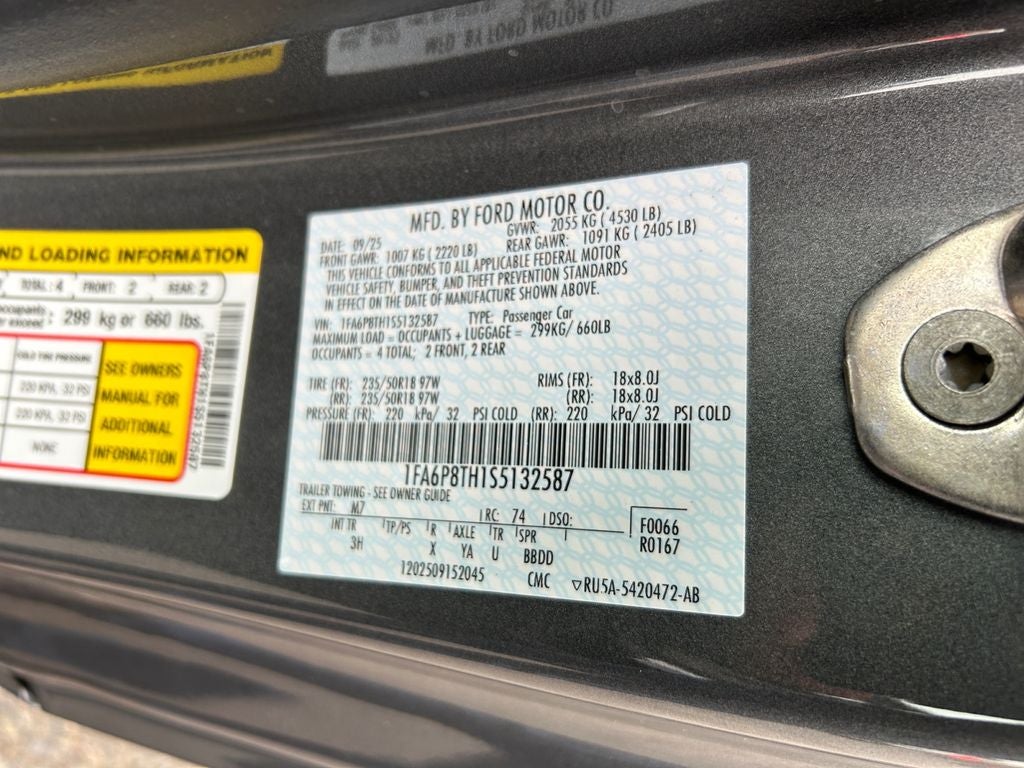 ND LOADING INFORMATION
TOTAL: 4 FRONT: 2 REAR: 2
occupants
299 kg or 660 lbs.
COLD TIRE PRESSURE
220 KPA, 32 PSI
220 KPA, 32 PSI
NONE
SEE OWNERS
MANUAL FOR
ADDITIONAL
INFORMATION
1FA6P8TH1S5132587
MFD. BY FORD MOTOR CO.
DATE: 09/25 GVWR: 2055 KG ( 4530 LB)
FRONT GAWR: 1007 KG ( 2220 LB) REAR GAWR: 1091 KG ( 2405 LB)
THIS VEHICLE CONFORMS TO ALL APPLICABLE FEDERAL MOTOR
VEHICLE SAFETY, BUMPER, AND THEFT PREVENTION STANDARDS
IN EFFECT ON THE DATE OF MANUFACTURE SHOWN ABOVE.
VIN: 1FA6P8TH1S5132587 TYPE: Passenger Car
MAXIMUM LOAD = OCCUPANTS + LUGGAGE = 299KG/ 660LB
OCCUPANTS = 4 TOTAL; 2 FRONT, 2 REAR
TIRE (FR): 235/50R18 97W RIMS (FR): 18x8.0J
(RR): 235/50R18 97W (RR): 18x8.0J
PRESSURE (FR): 220 kPa/ 32 PSI COLD (RR): 220 kPa/ 32 PSI COLD
1FA6P8TH1S5132587
TRAILER TOWING - SEE OWNER GUIDE
EXT PNT: M7 RC: 74 DSO: F0066
INT TR TP/PS R AXLE TR SPR R0167
3H X YA U BBDD
1202509152045 CMC ▽RU5A-5420472-AB